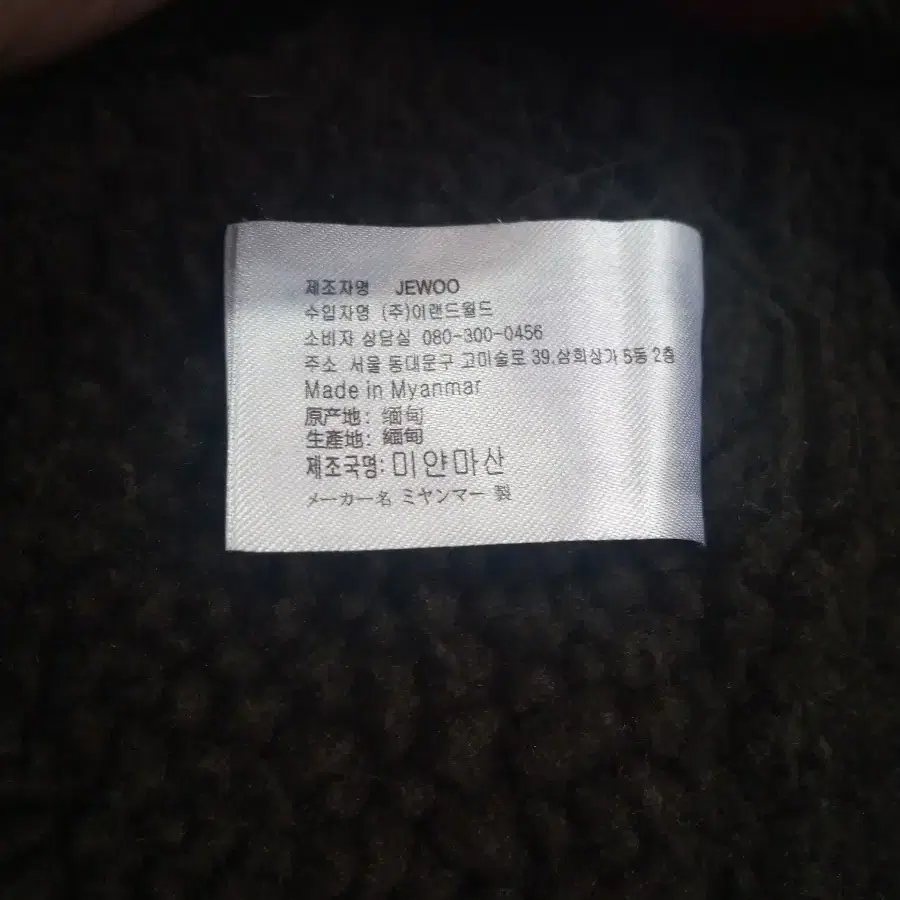 제조자명 JEWOO
수입자명 (주)이랜드월드
소비자 상담실 080-300-0456
주소 서울 동대문구 고미술로 39.삼희상가 5동 2층
Made in Myanmar
原产地: 缅甸
生產地: 緬甸
제조국명: 미얀마산
メーカー名 ミヤンマー 製